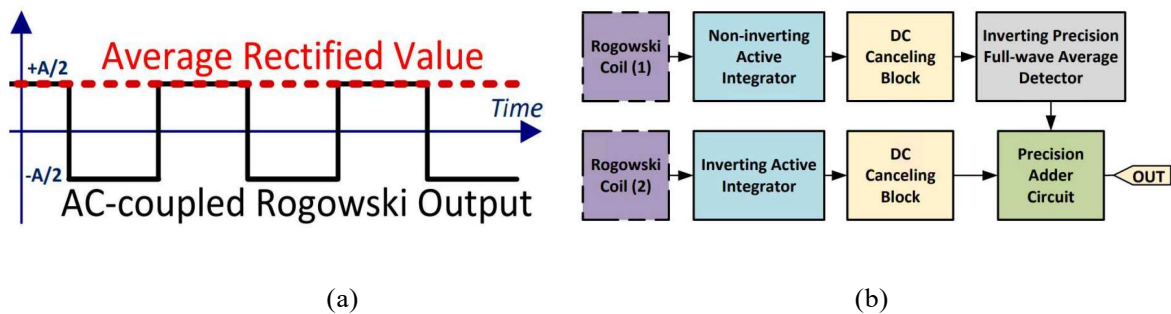 +A/2
Average Rectified Value
Time
-A/2
AC-coupled Rogowski Output
(a)
Rogowski
Coil (1)
Non-inverting
Active
Integrator
DC
Canceling
Block
Inverting Precision
Full-wave Average
Detector
Rogowski
Coil (2)
Inverting Active
Integrator
DC
Canceling
Block
Precision
Adder
Circuit
OUT
(b)